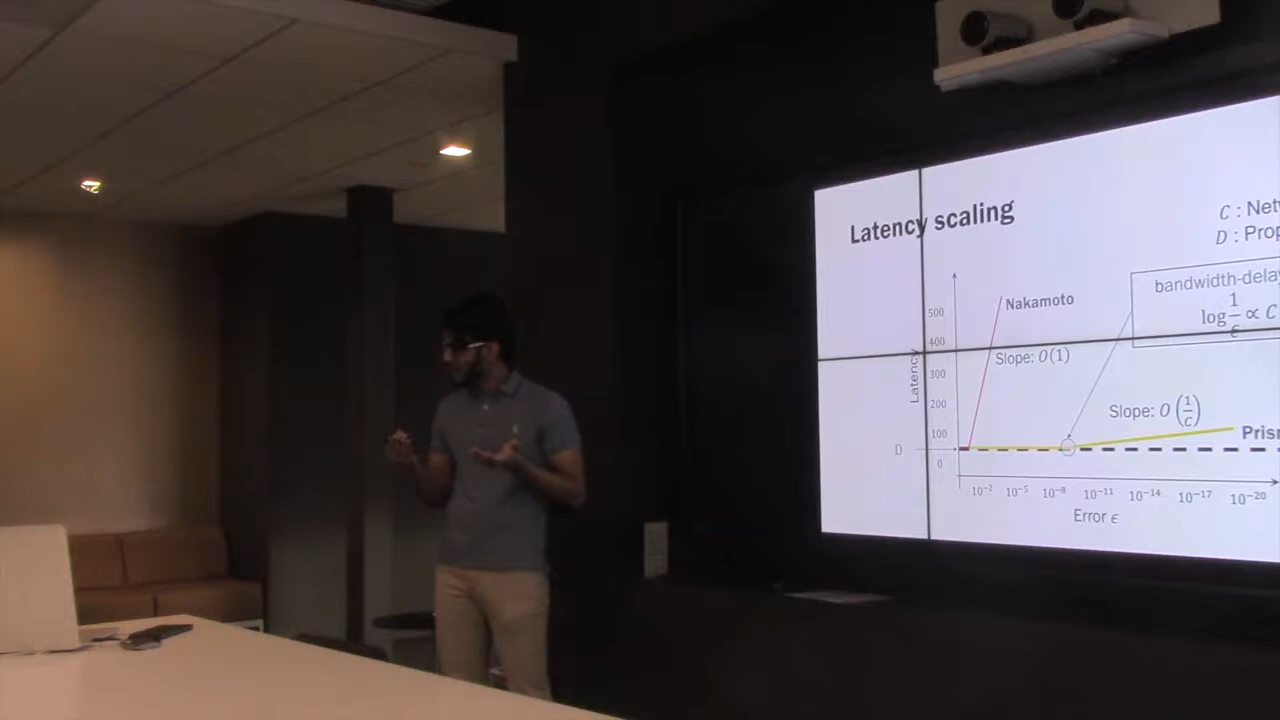 Latency scaling
C : Net
D : Prop
bandwidth-delay
log 1/ϵ ∝ C
Nakamoto
500
400
Slope: O(1)
300
Latency
200
Slope: O(1/C)
100
Prism
D
0
10⁻² 10⁻⁵ 10⁻⁸ 10⁻¹¹ 10⁻¹⁴ 10⁻¹⁷ 10⁻²⁰
Error ϵ